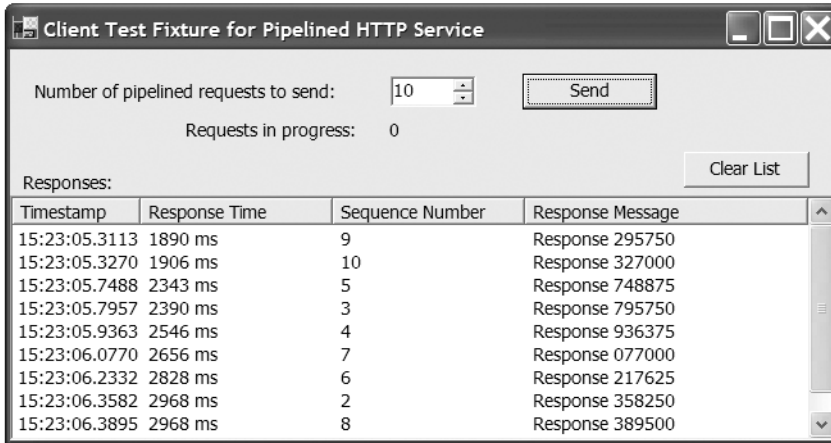 Client Test Fixture for Pipelined HTTP Service
Number of pipelined requests to send: 10 Send
Requests in progress: 0
Clear List
Responses:
Timestamp Response Time Sequence Number Response Message
15:23:05.3113 1890 ms 9 Response 295750
15:23:05.3270 1906 ms 10 Response 327000
15:23:05.7488 2343 ms 5 Response 748875
15:23:05.7957 2390 ms 3 Response 795750
15:23:05.9363 2546 ms 4 Response 936375
15:23:06.0770 2656 ms 7 Response 077000
15:23:06.2332 2828 ms 6 Response 217625
15:23:06.3582 2968 ms 2 Response 358250
15:23:06.3895 2968 ms 8 Response 389500